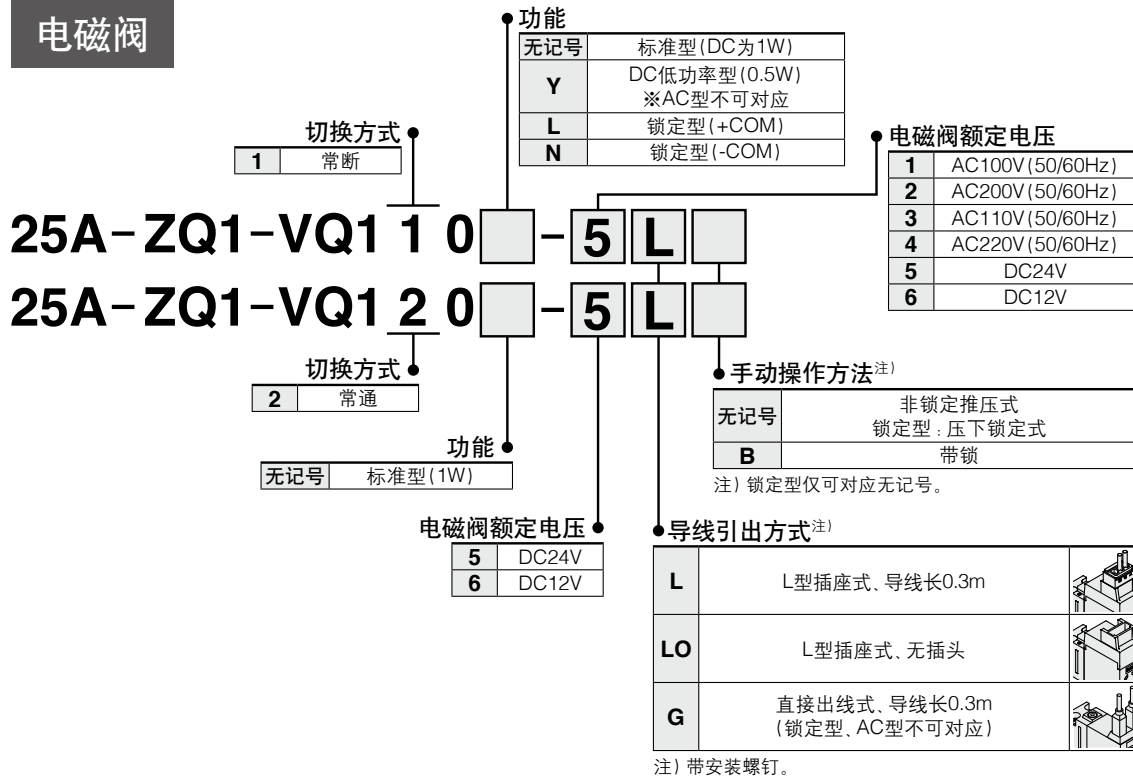 电磁阀
功能
无记号 标准型(DC为1W)
Y DC低功率型(0.5W)
※AC型不可对应
L 锁定型(+COM)
N 锁定型(-COM)
切换方式
1 常断
电磁阀额定电压
1 AC100V(50/60Hz)
2 AC200V(50/60Hz)
3 AC110V(50/60Hz)
4 AC220V(50/60Hz)
5 DC24V
6 DC12V
25A-ZQ1-VQ1 1 0 - 5 L
25A-ZQ1-VQ1 2 0 - 5 L
切换方式
2 常通
功能
无记号 标准型(1W)
电磁阀额定电压
5 DC24V
6 DC12V
手动操作方法注)
无记号 非锁定推压式
锁定型:压下锁定式
B 带锁
注)锁定型仅可对应无记号。
导线引出方式注)
L L型插座式、导线长0.3m
LO L型插座式、无插头
G 直接出线式、导线长0.3m
(锁定型、AC型不可对应)
注)带安装螺钉。